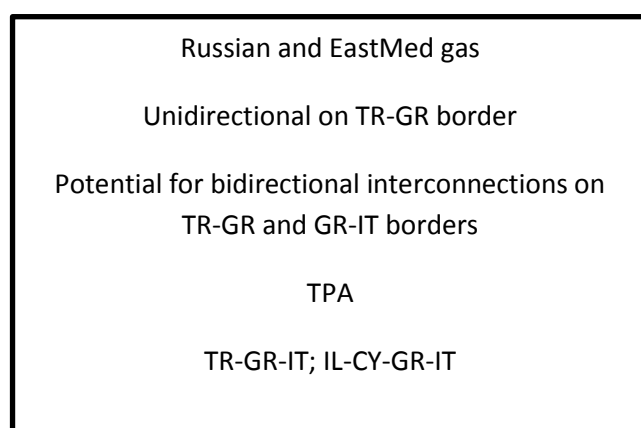 Russian and EastMed gas
Unidirectional on TR-GR border
Potential for bidirectional interconnections on
TR-GR and GR-IT borders
TPA
TR-GR-IT; IL-CY-GR-IT